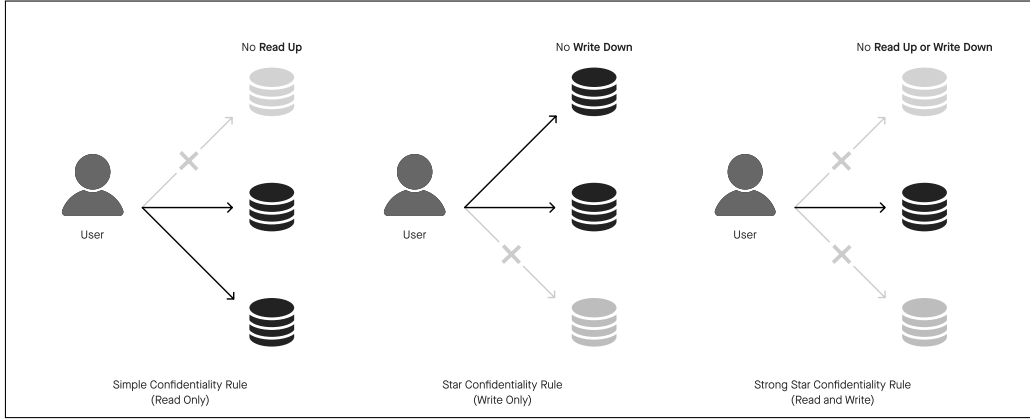 No Read Up
No Write Down
No Read Up or Write Down
User
User
User
Simple Confidentiality Rule
(Read Only)
Star Confidentiality Rule
(Write Only)
Strong Star Confidentiality Rule
(Read and Write)